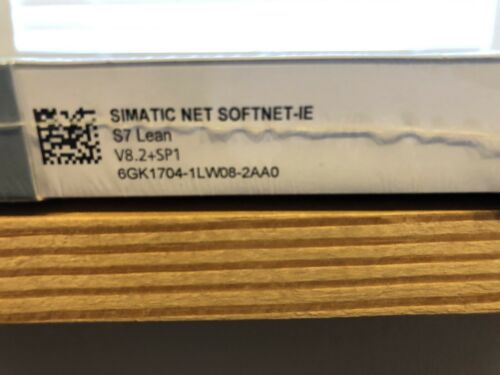 SIMATIC NET SOFTNET-IE
S7 Lean
V8.2+SP1
6GK1704-1LW08-2AA0